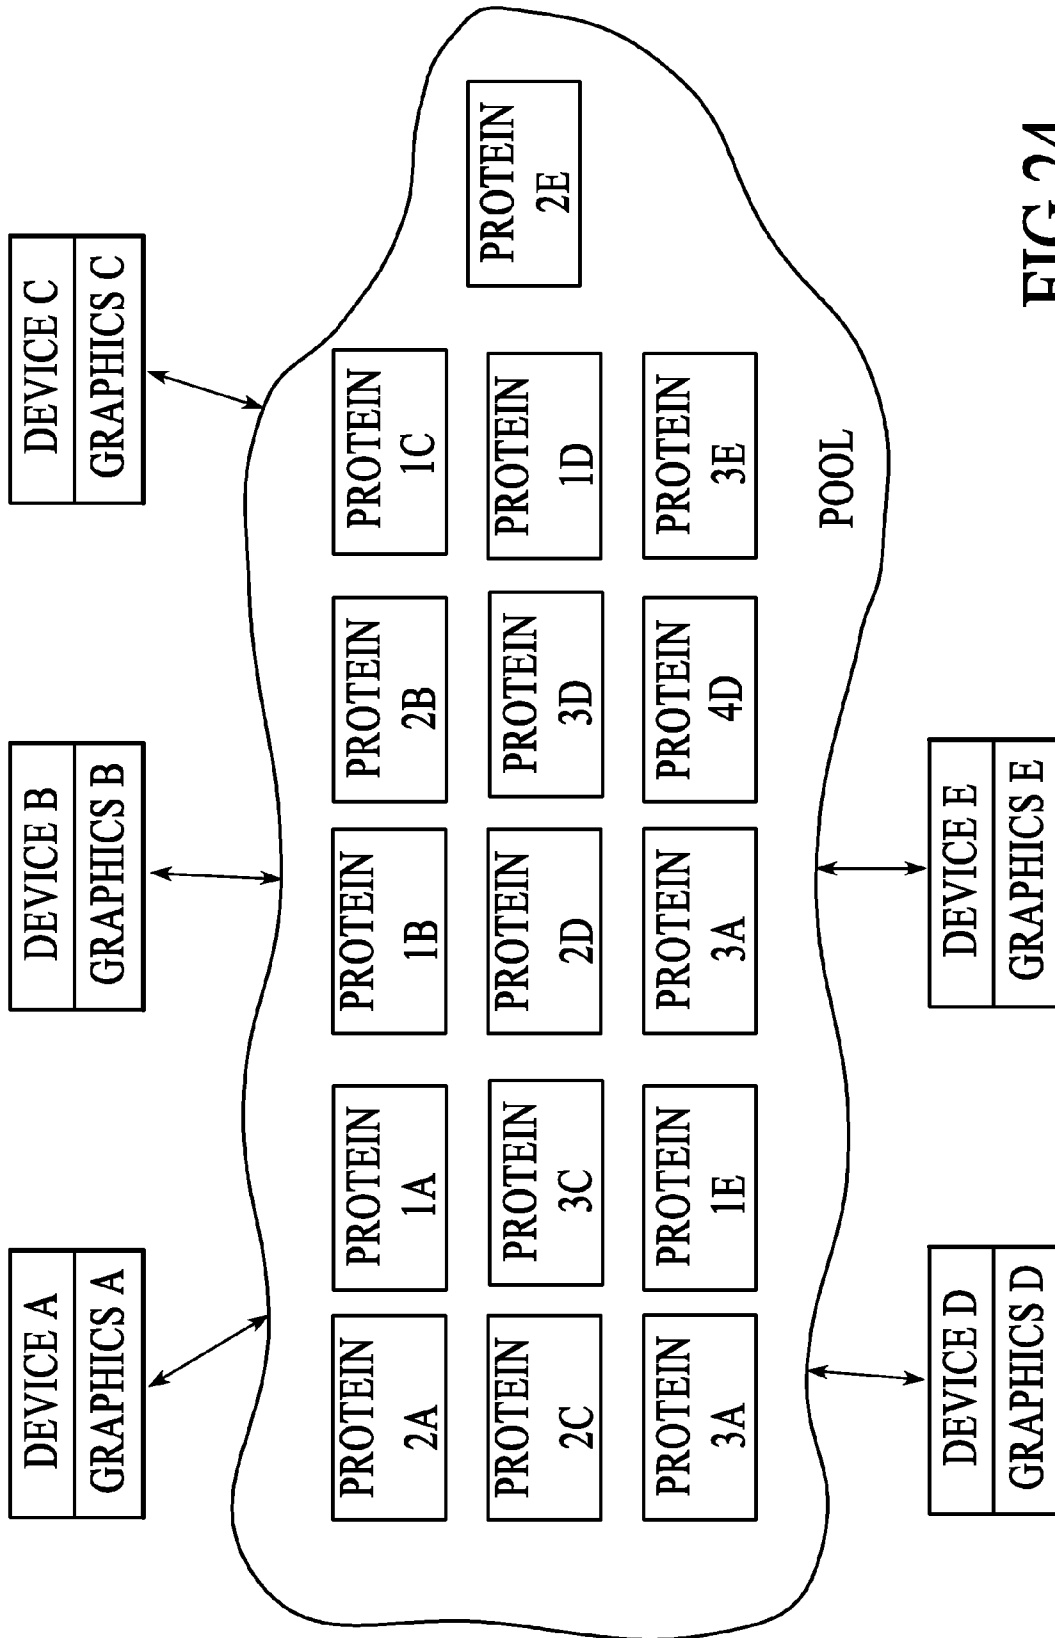 DEVICE A
GRAPHICS A
DEVICE B
GRAPHICS B
DEVICE C
GRAPHICS C
PROTEIN
2A
PROTEIN
1A
PROTEIN
1B
PROTEIN
2B
PROTEIN
1C
PROTEIN
2C
PROTEIN
3C
PROTEIN
2D
PROTEIN
3D
PROTEIN
1D
PROTEIN
2E
PROTEIN
3A
PROTEIN
1E
PROTEIN
3A
PROTEIN
4D
PROTEIN
3E
POOL
DEVICE D
GRAPHICS D
DEVICE E
GRAPHICS E
FIG.24